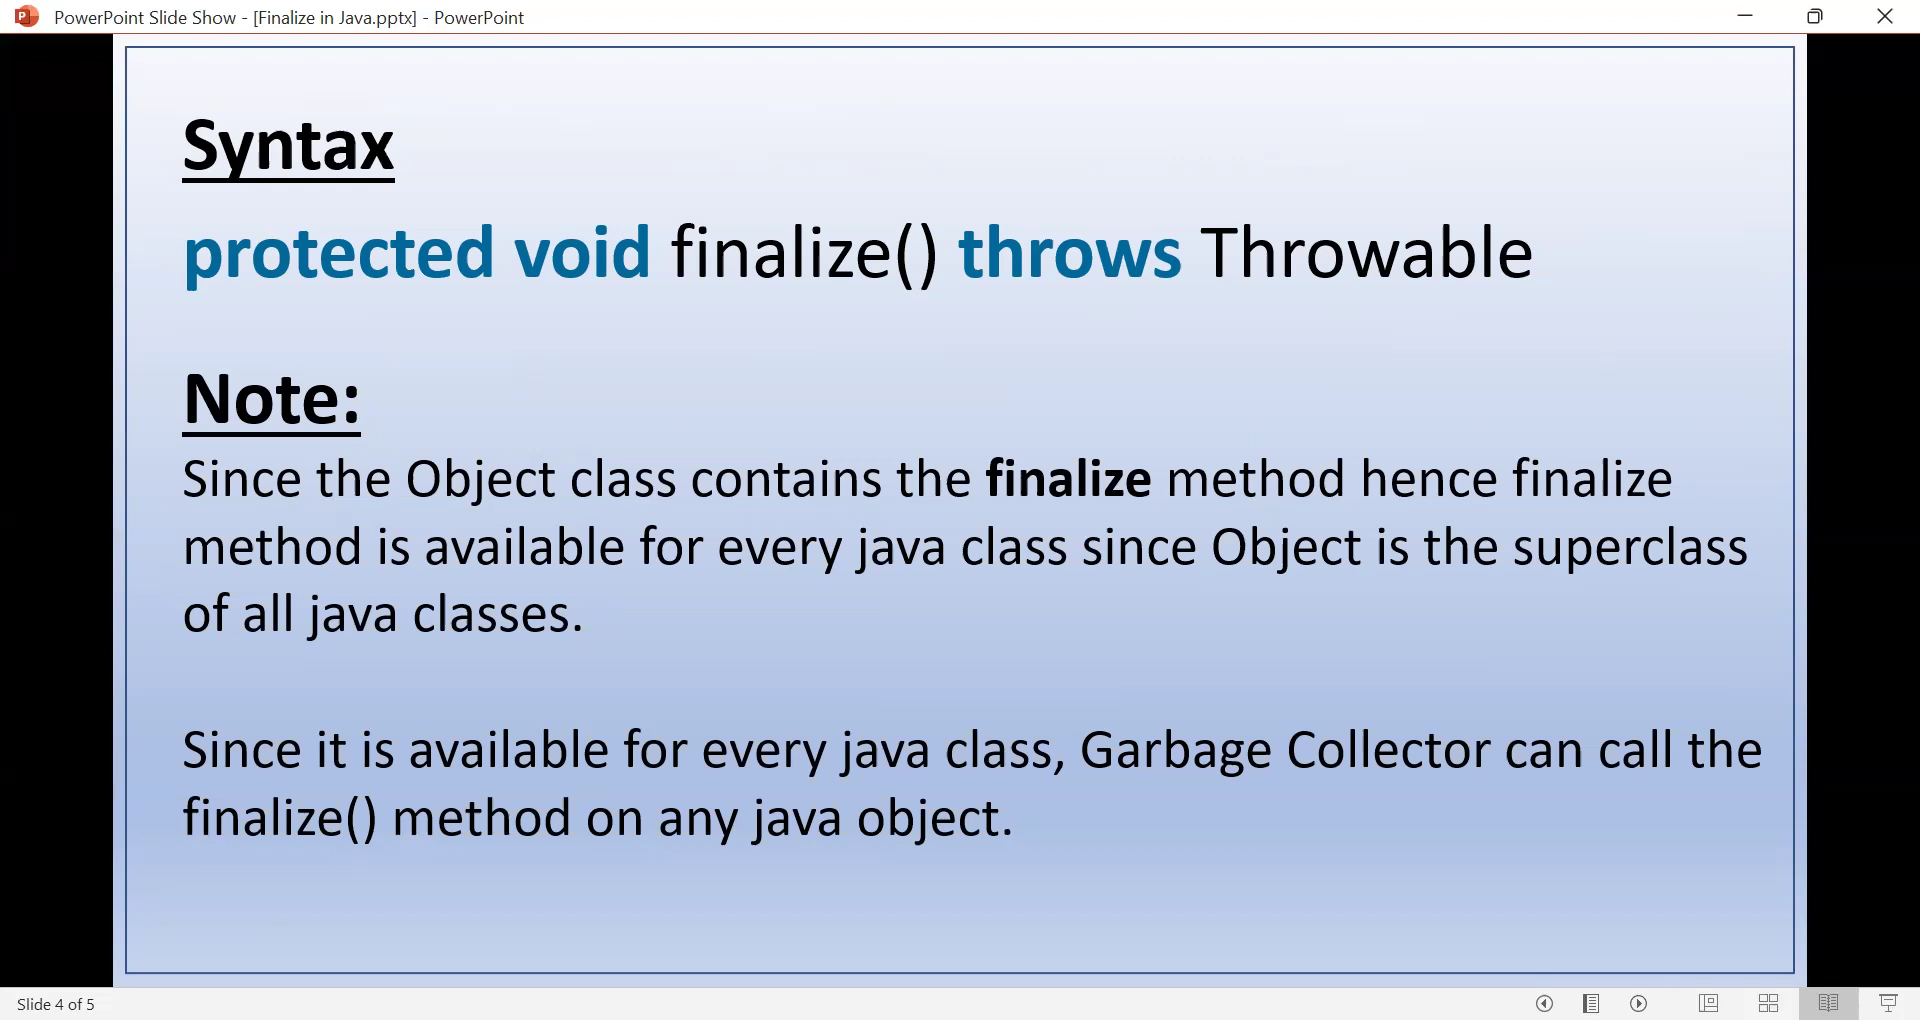 PowerPoint Slide Show - [Finalize in Java.pptx] - PowerPoint
Syntax
protected void finalize() throws Throwable
Note:
Since the Object class contains the finalize method hence finalize
method is available for every java class since Object is the superclass
of all java classes.
Since it is available for every java class, Garbage Collector can call the
finalize() method on any java object.
Slide 4 of 5